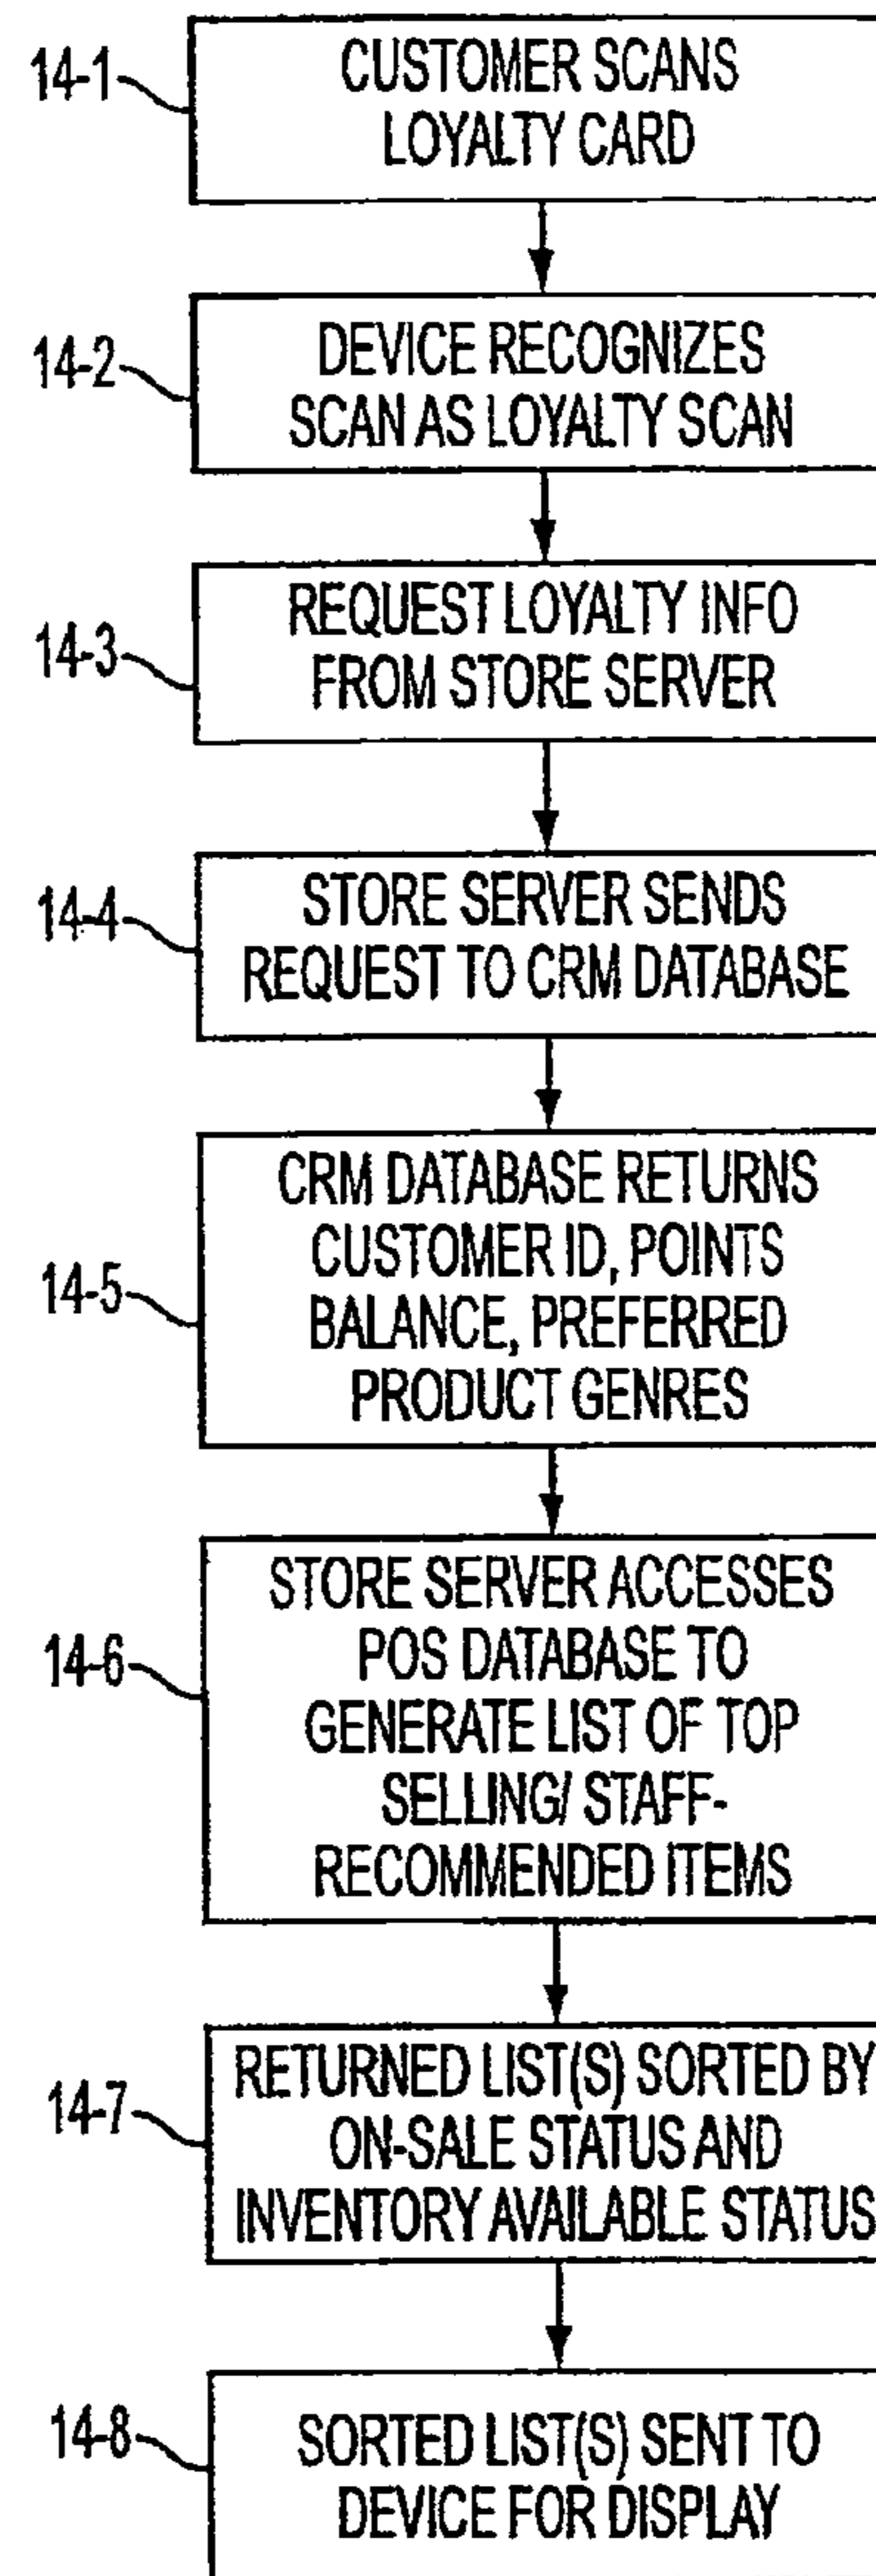 14-1
CUSTOMER SCANS
LOYALTY CARD
14-2
DEVICE RECOGNIZES
SCAN AS LOYALTY SCAN
14-3
REQUEST LOYALTY INFO
FROM STORE SERVER
14-4
STORE SERVER SENDS
REQUEST TO CRM DATABASE
14-5
CRM DATABASE RETURNS
CUSTOMER ID, POINTS
BALANCE, PREFERRED
PRODUCT GENRES
14-6
STORE SERVER ACCESSES
POS DATABASE TO
GENERATE LIST OF TOP
SELLING/ STAFF-
RECOMMENDED ITEMS
14-7
RETURNED LIST(S) SORTED BY
ON-SALE STATUS AND
INVENTORY AVAILABLE STATUS
14-8
SORTED LIST(S) SENT TO
DEVICE FOR DISPLAY